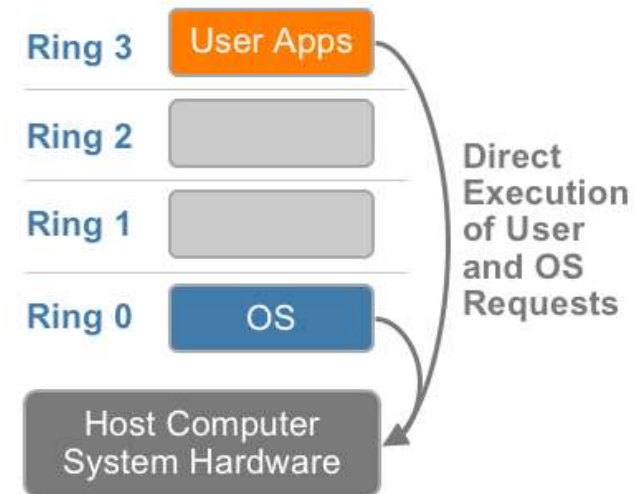 Ring 3
User Apps
Ring 2
Ring 1
Ring 0
OS
Direct
Execution
of User
and OS
Requests
Host Computer
System Hardware